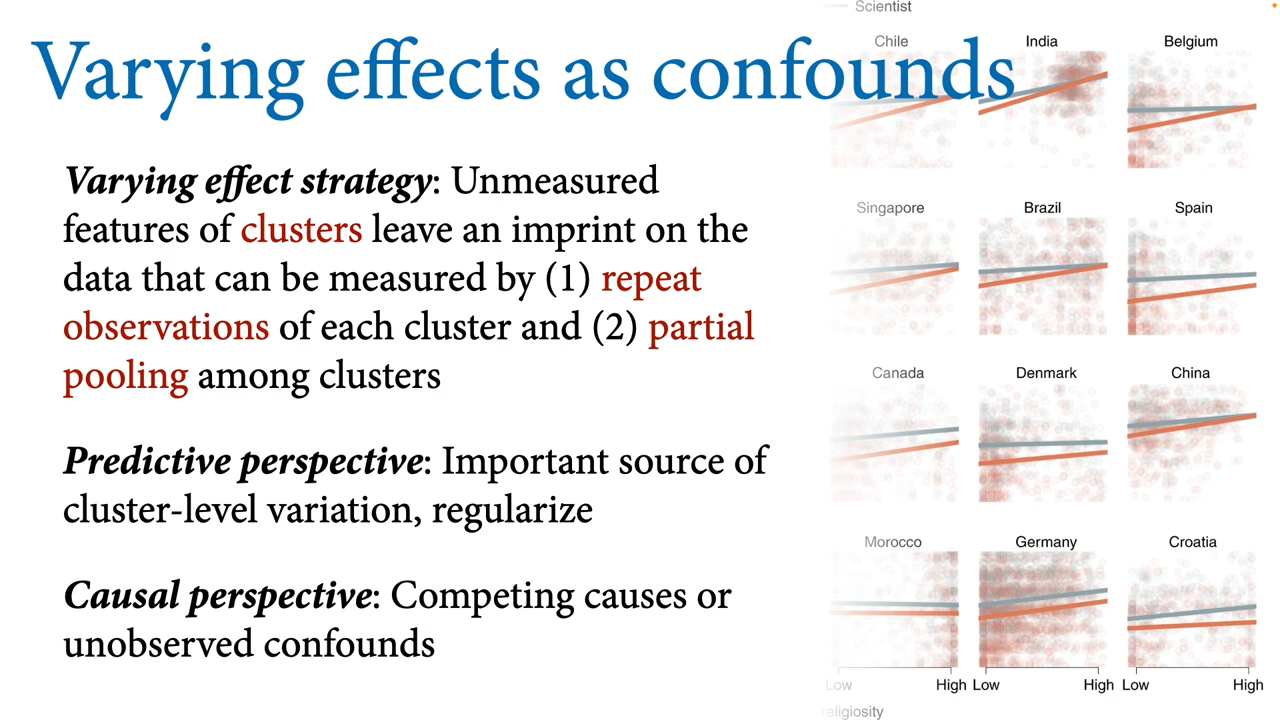 Varying effects as confounds
Varying effect strategy: Unmeasured
features of clusters leave an imprint on the
data that can be measured by (1) repeat
observations of each cluster and (2) partial
pooling among clusters
Predictive perspective: Important source of
cluster-level variation, regularize
Causal perspective: Competing causes or
unobserved confounds
Scientist
Chile India Belgium
Singapore Brazil Spain
Canada Denmark China
Morocco Germany Croatia
Low High Low High Low High
religiosity